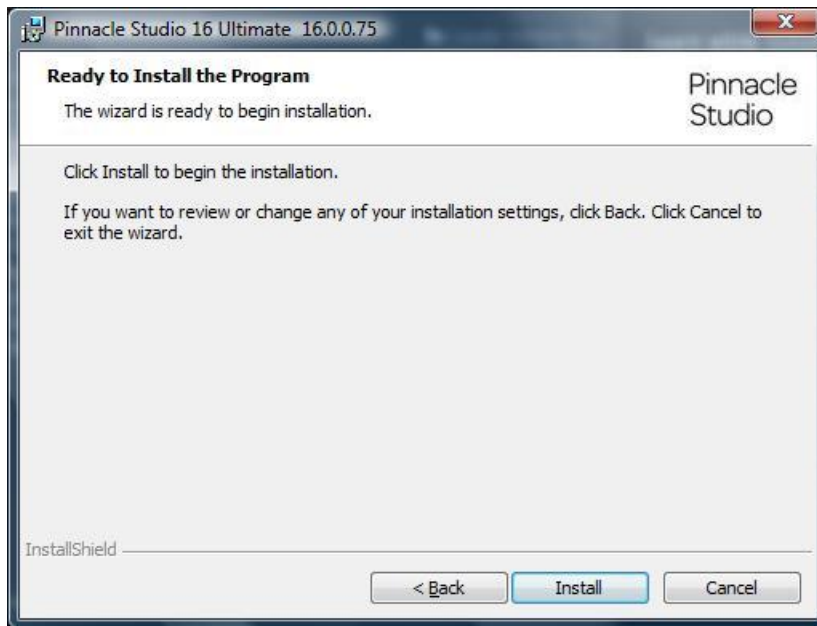 Pinnacle Studio 16 Ultimate 16.0.0.75
X
Ready to Install the Program
The wizard is ready to begin installation.
Pinnacle
Studio
Click Install to begin the installation.
If you want to review or change any of your installation settings, click Back. Click Cancel to
exit the wizard.
InstallShield
< Back
Install
Cancel